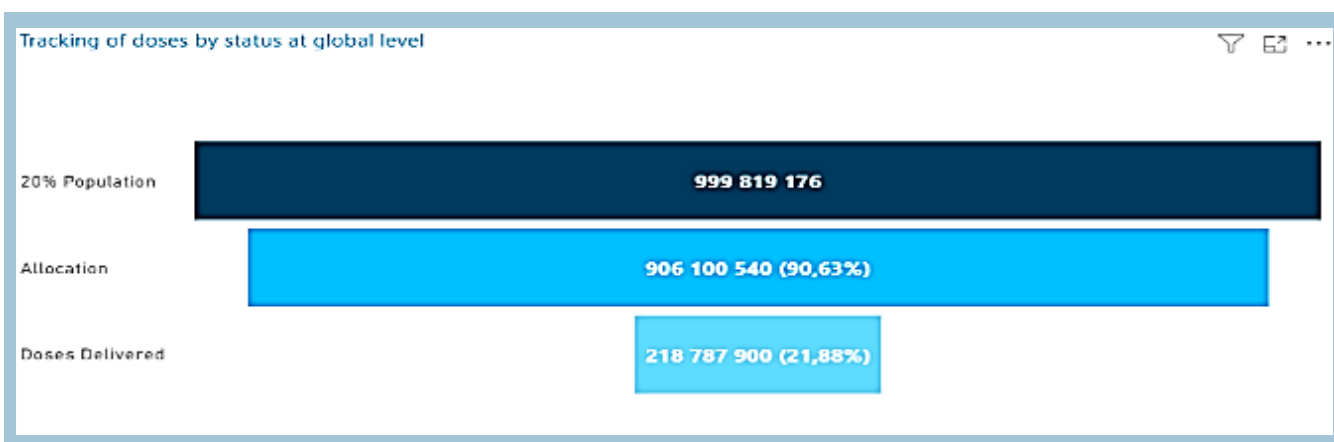 Tracking of doses by status at global level
20% Population
999 819 176
Allocation
906 100 540 (90,63%)
Doses Delivered
218 787 900 (21,88%)